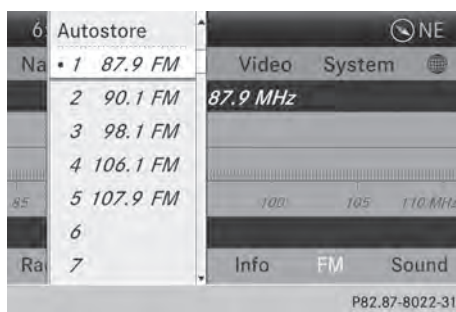 6: Autostore NE
Na • 1 87.9 FM Video System
2 90.1 FM 87.9 MHz
3 98.1 FM
4 106.1 FM
85 5 107.9 FM 100 105 110 MHz
6
Ra 7 Info FM Sound
P82.87-8022-31